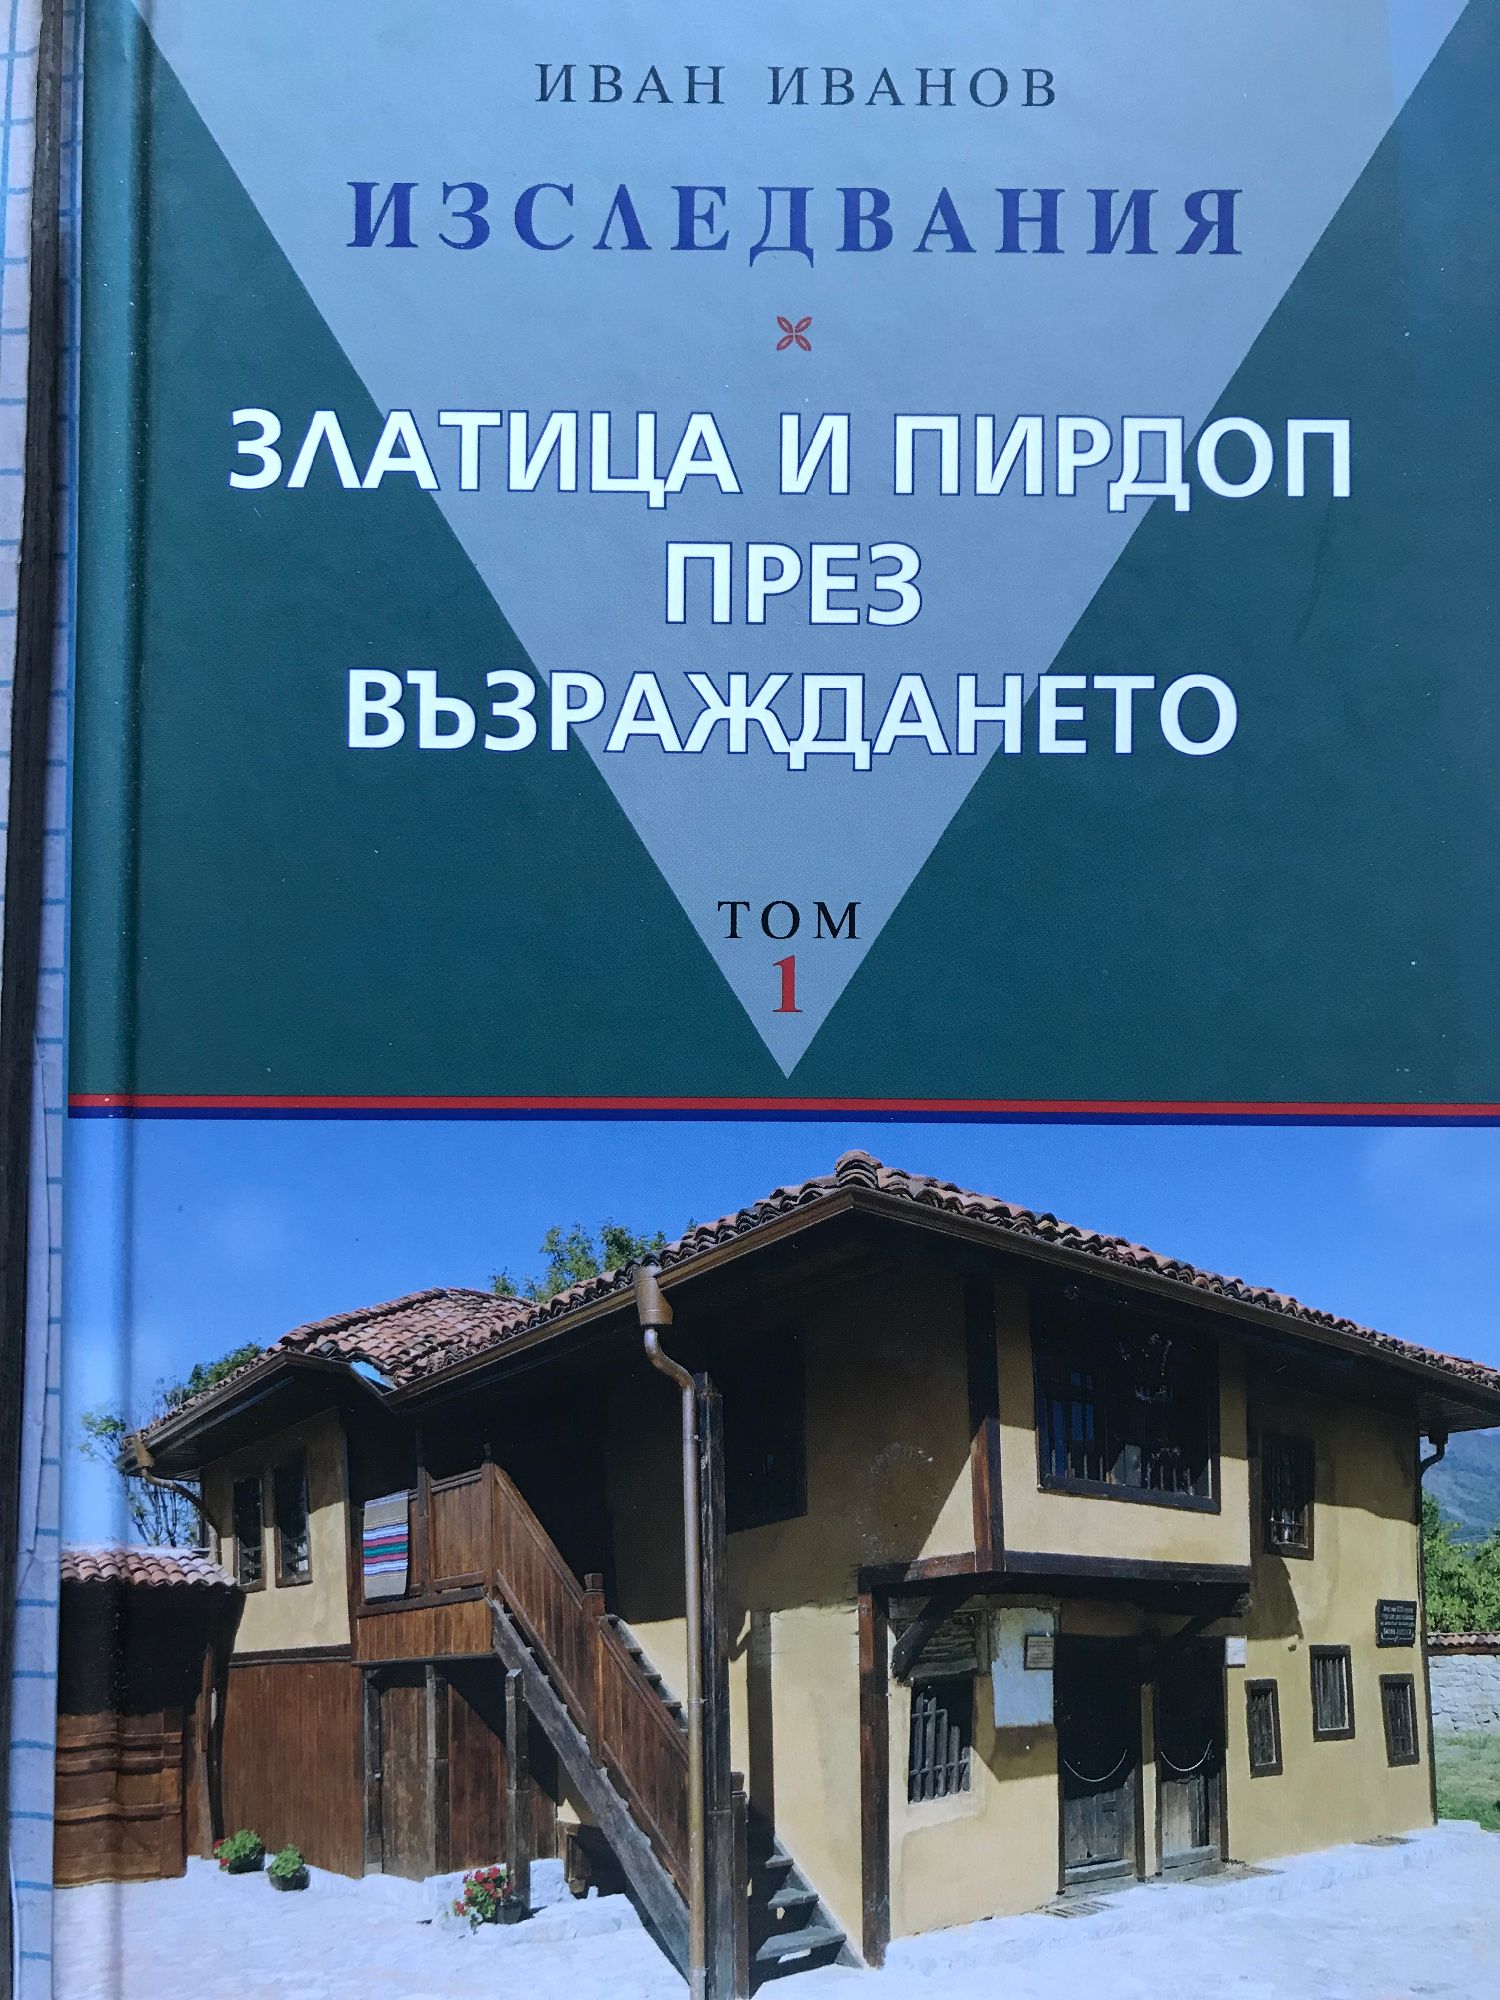 ИВАН ИВАНОВ
ИЗСЛЕДВАНИЯ
ЗЛАТИЦА И ПИРДОП
ПРЕЗ
ВЪЗРАЖДАНЕТО
ТОМ
1